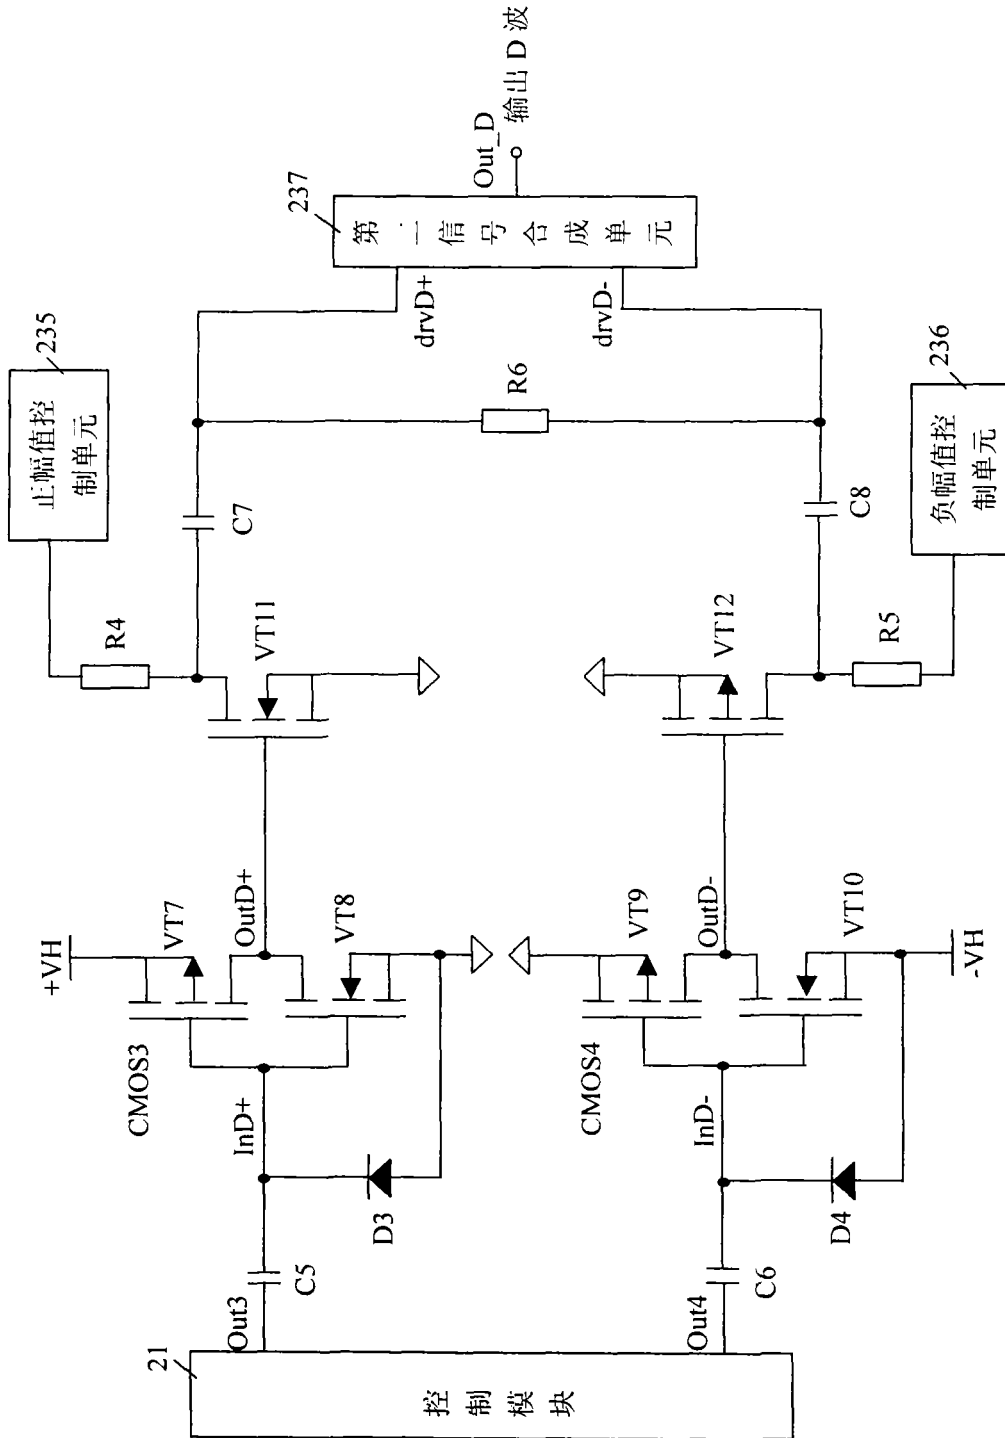 21
控制模块
Out3
C5
D3
InD+
CMOS3
+VH
VT7
OutD+
VT8
VT11
R4
正幅值控
制单元
235
C7
R6
drvD+
drvD-
237
第二信号合成单元
Out_D
输出 D 波
Out4
C6
D4
InD-
CMOS4
VT9
OutD-
VT10
-VH
VT12
R5
C8
负幅值控
制单元
236